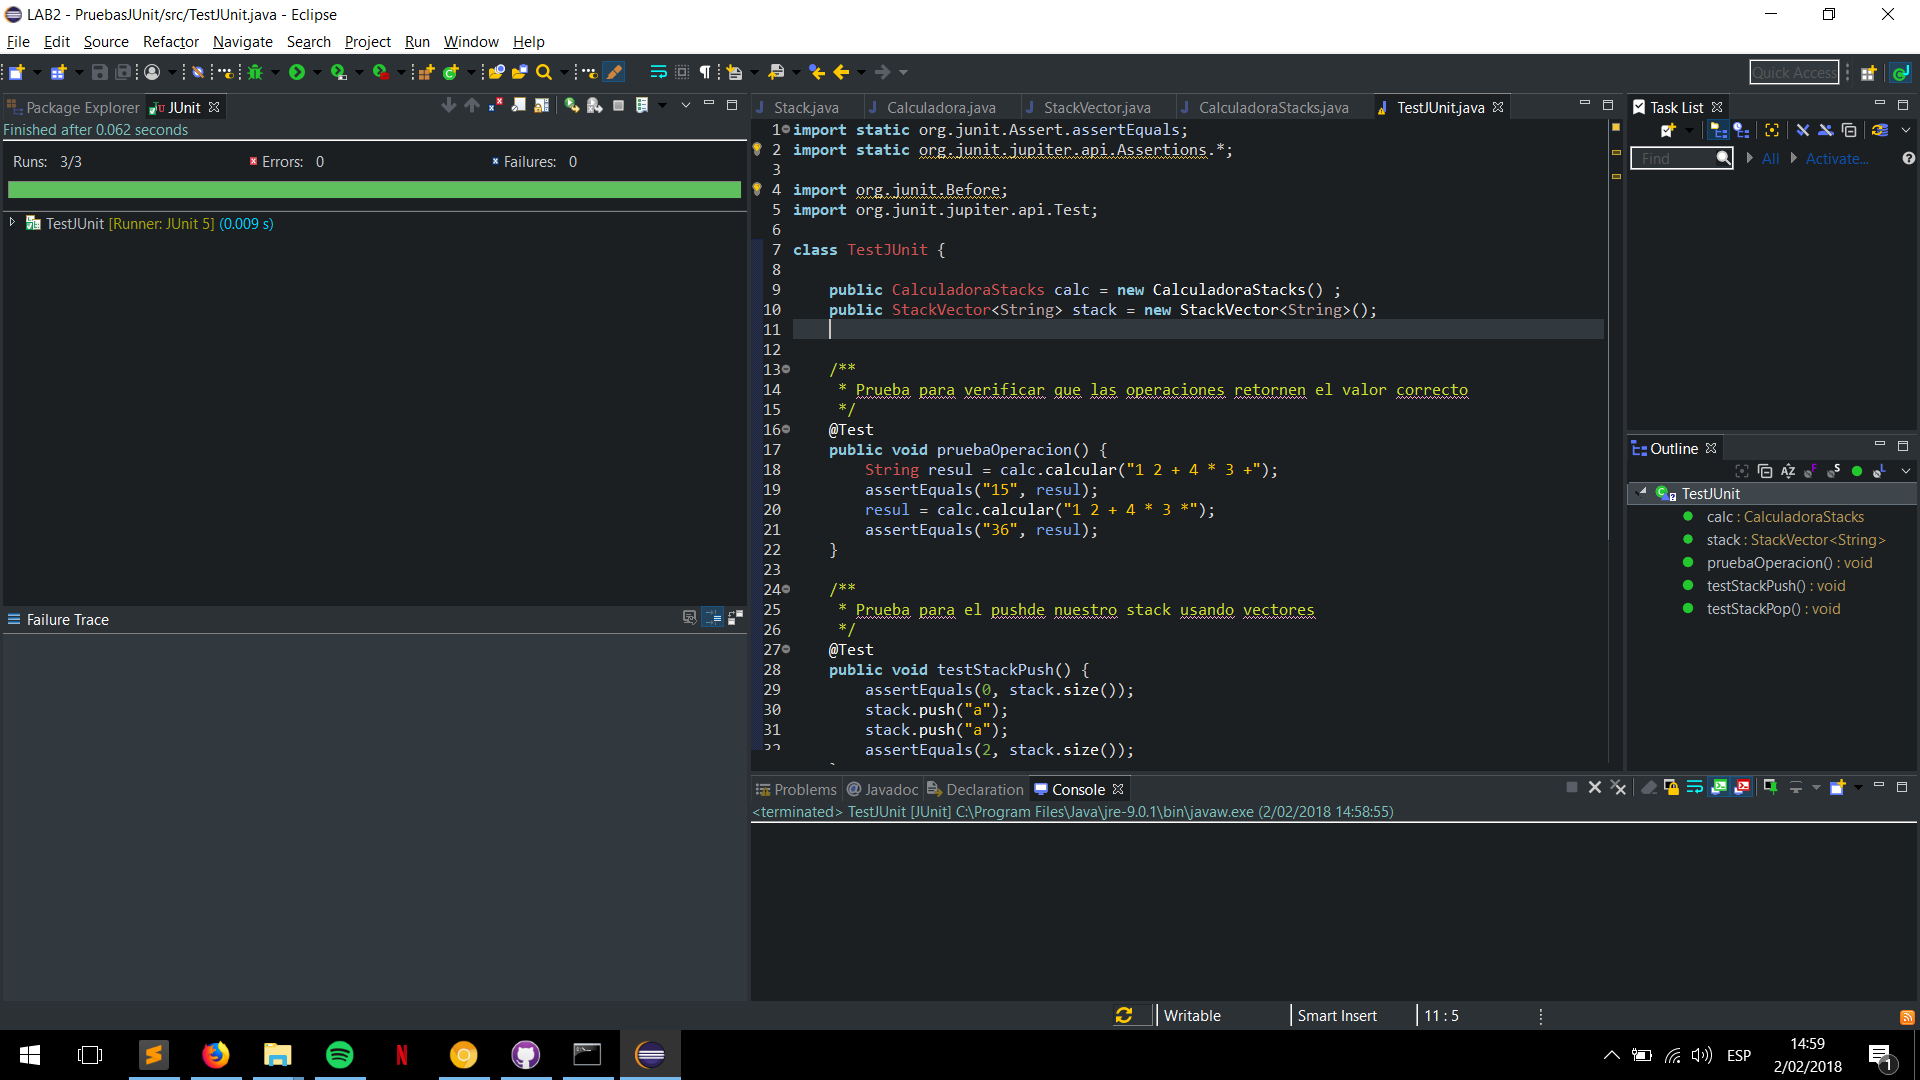 LAB2 - PruebasJUnit/src/TestJUnit.java - Eclipse
File Edit Source Refactor Navigate Search Project Run Window Help
Quick Access
Package Explorer JUnit
Finished after 0.062 seconds
Runs: 3/3 Errors: 0 Failures: 0
TestJUnit [Runner: JUnit 5] (0.009 s)
Failure Trace
Stack.java Calculadora.java StackVector.java CalculadoraStacks.java TestJUnit.java
1 import static org.junit.Assert.assertEquals;
2 import static org.junit.jupiter.api.Assertions.*;
3
4 import org.junit.Before;
5 import org.junit.jupiter.api.Test;
6
7 class TestJUnit {
8
9 public CalculadoraStacks calc = new CalculadoraStacks() ;
10 public StackVector<String> stack = new StackVector<String>();
11
12
13 /**
14 * Prueba para verificar que las operaciones retornen el valor correcto
15 */
16 @Test
17 public void pruebaOperacion() {
18 String resul = calc.calcular("1 2 + 4 * 3 +");
19 assertEquals("15", resul);
20 resul = calc.calcular("1 2 + 4 * 3 *");
21 assertEquals("36", resul);
22 }
23
24 /**
25 * Prueba para el pushde nuestro stack usando vectores
26 */
27 @Test
28 public void testStackPush() {
29 assertEquals(0, stack.size());
30 stack.push("a");
31 stack.push("a");
32 assertEquals(2, stack.size());
Task List
Find All Activate...
Outline
TestJUnit
calc : CalculadoraStacks
stack : StackVector<String>
pruebaOperacion() : void
testStackPush() : void
testStackPop() : void
Problems Javadoc Declaration Console
<terminated> TestJUnit [JUnit] C:\Program Files\Java\jre-9.0.1\bin\javaw.exe (2/02/2018 14:58:55)
Writable Smart Insert 11 : 5
ESP
14:59
2/02/2018
1